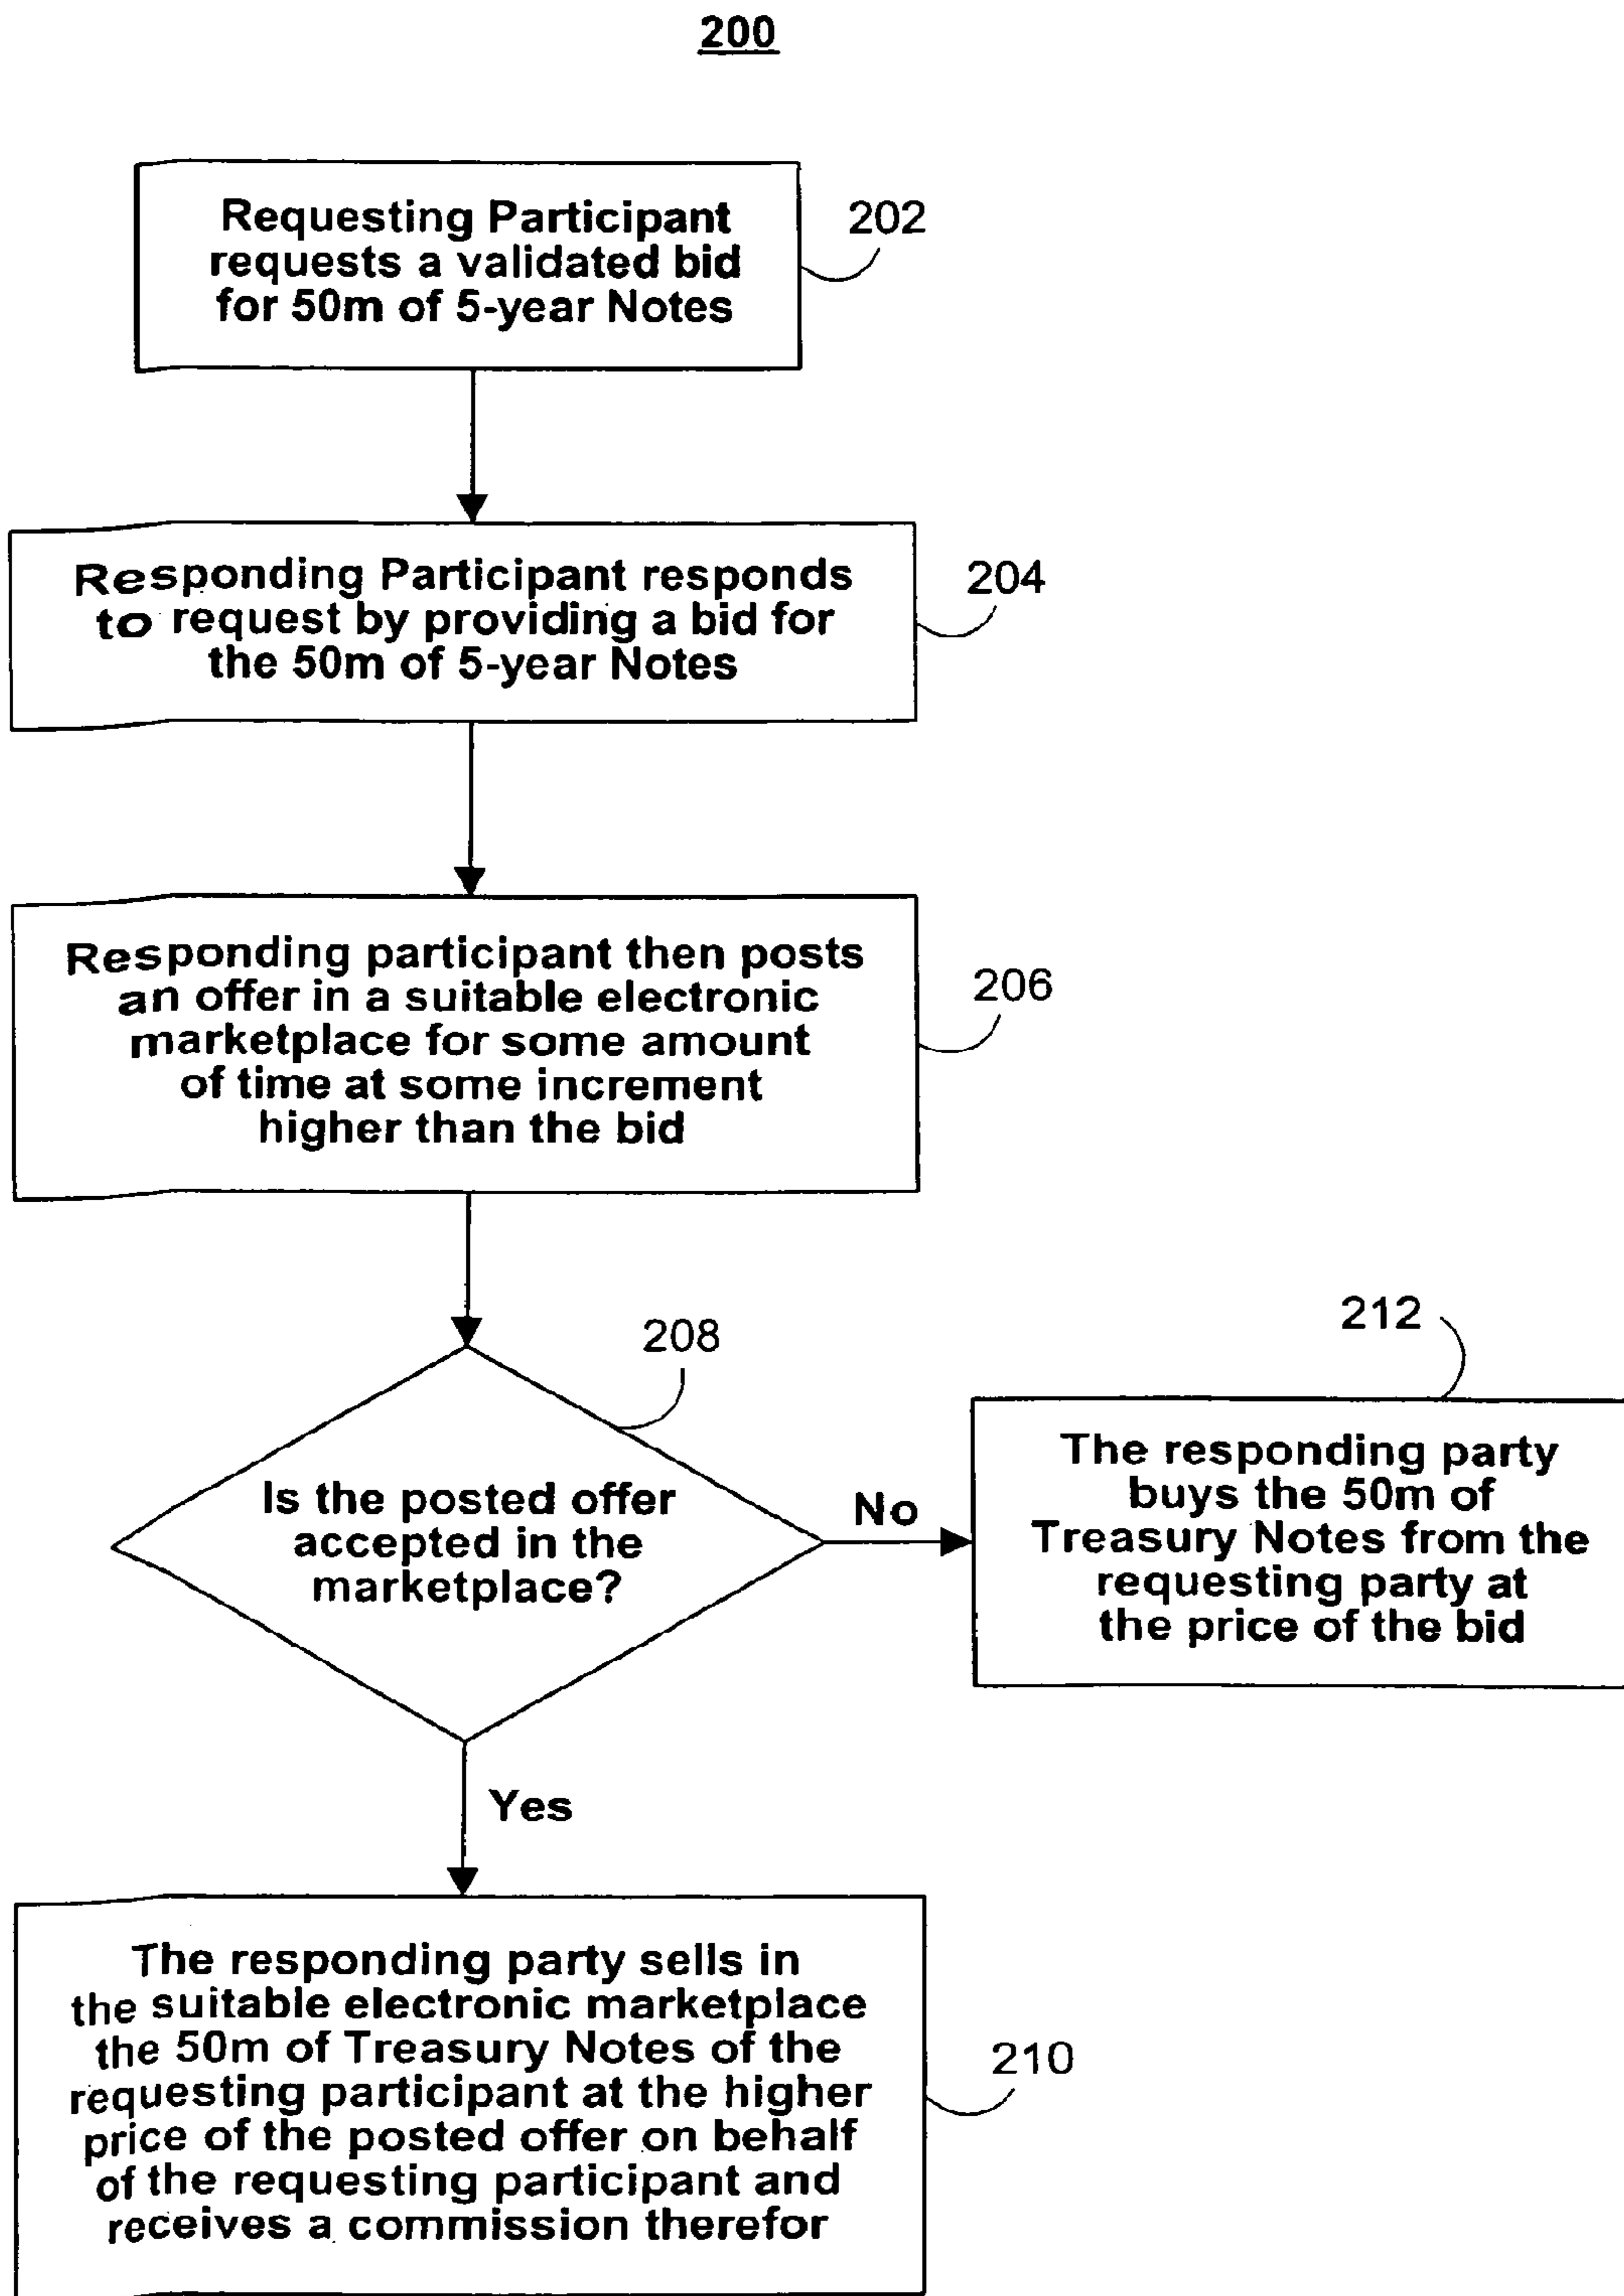 200
Requesting Participant
requests a validated bid
for 50m of 5-year Notes
202
Responding Participant responds
to request by providing a bid for
the 50m of 5-year Notes
204
Responding participant then posts
an offer in a suitable electronic
marketplace for some amount
of time at some increment
higher than the bid
206
208
Is the posted offer
accepted in the
marketplace?
No
212
The responding party
buys the 50m of
Treasury Notes from the
requesting party at
the price of the bid
Yes
The responding party sells in
the suitable electronic marketplace
the 50m of Treasury Notes of the
requesting participant at the higher
price of the posted offer on behalf
of the requesting participant and
receives a commission therefor
210